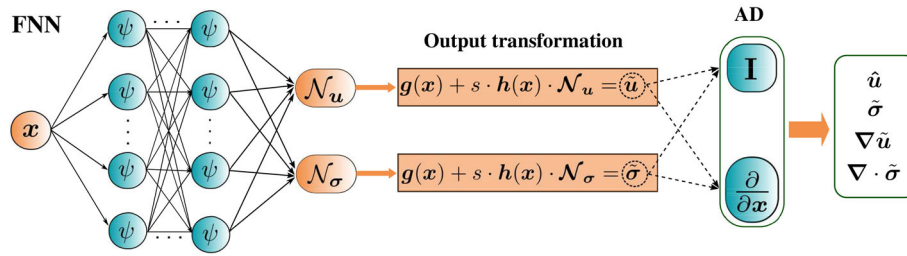 FNN
AD
Output transformation
x
ψ ··· ψ
ψ ψ
ψ ψ
ψ ··· ψ
𝒩_u
𝒩_σ
g(x) + s · h(x) · 𝒩_u = ũ
g(x) + s · h(x) · 𝒩_σ = σ̃
I
∂/∂x
û
σ̃
∇ũ
∇ · σ̃